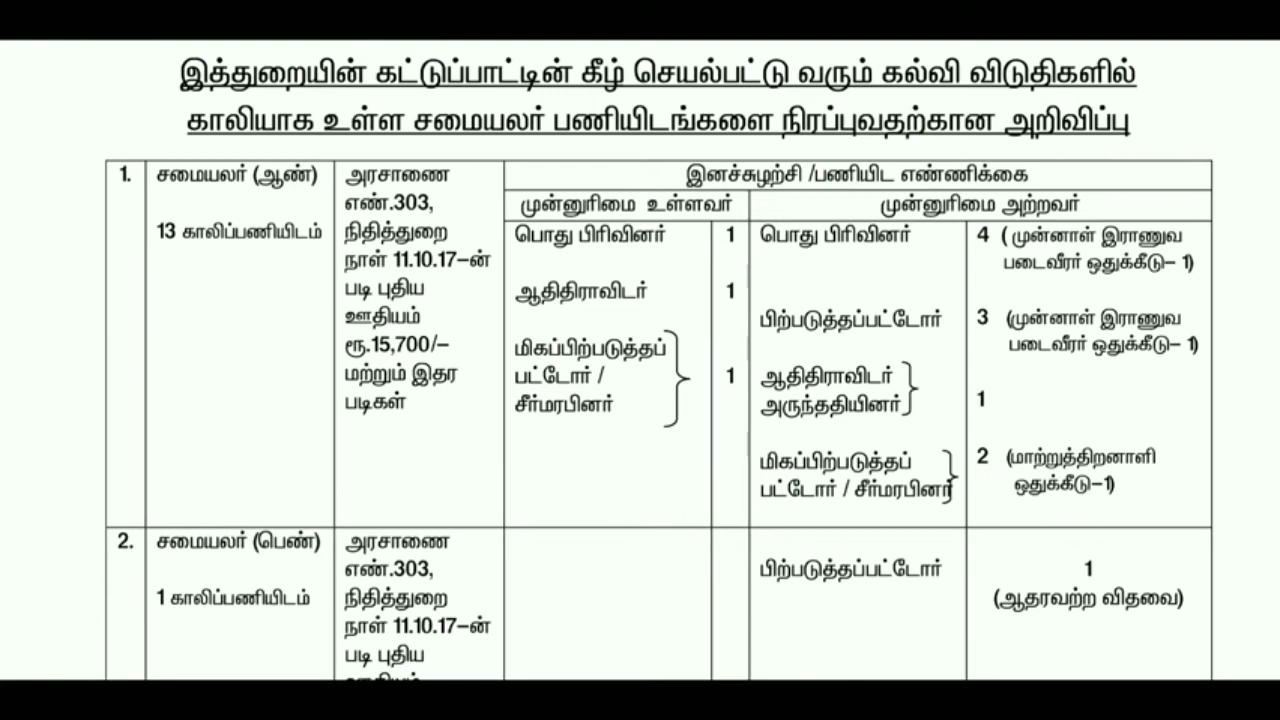 இத்துறையின் கட்டுப்பாட்டின் கீழ் செயல்பட்டு வரும் கல்வி விடுதிகளில்
காலியாக உள்ள சமையலர் பணியிடங்களை நிரப்புவதற்கான அறிவிப்பு
1.
சமையலர் (ஆண்)
13 காலிப்பணியிடம்
அரசாணை
எண்.303,
நிதித்துறை
நாள் 11.10.17–ன்
படி புதிய
ஊதியம்
ரூ.15,700/–
மற்றும் இதர
படிகள்
இனச்சுழற்சி /பணியிட எண்ணிக்கை
முன்னுரிமை உள்ளவர்
முன்னுரிமை அற்றவர்
பொது பிரிவினர் 1
ஆதிதிராவிடர் 1
மிகப்பிற்படுத்தப்
பட்டோர் / 1
சீர்மரபினர்
பொது பிரிவினர் 4 ( முன்னாள் இராணுவ
படைவீரர் ஒதுக்கீடு– 1)
பிற்படுத்தப்பட்டோர் 3 (முன்னாள் இராணுவ
படைவீரர் ஒதுக்கீடு– 1)
ஆதிதிராவிடர்
அருந்ததியினர் 1
மிகப்பிற்படுத்தப் 2 (மாற்றுத்திறனாளி
பட்டோர் / சீர்மரபினர் ஒதுக்கீடு–1)
2.
சமையலர் (பெண்)
1 காலிப்பணியிடம்
அரசாணை
எண்.303,
நிதித்துறை
நாள் 11.10.17–ன்
படி புதிய
பிற்படுத்தப்பட்டோர் 1
(ஆதரவற்ற விதவை)